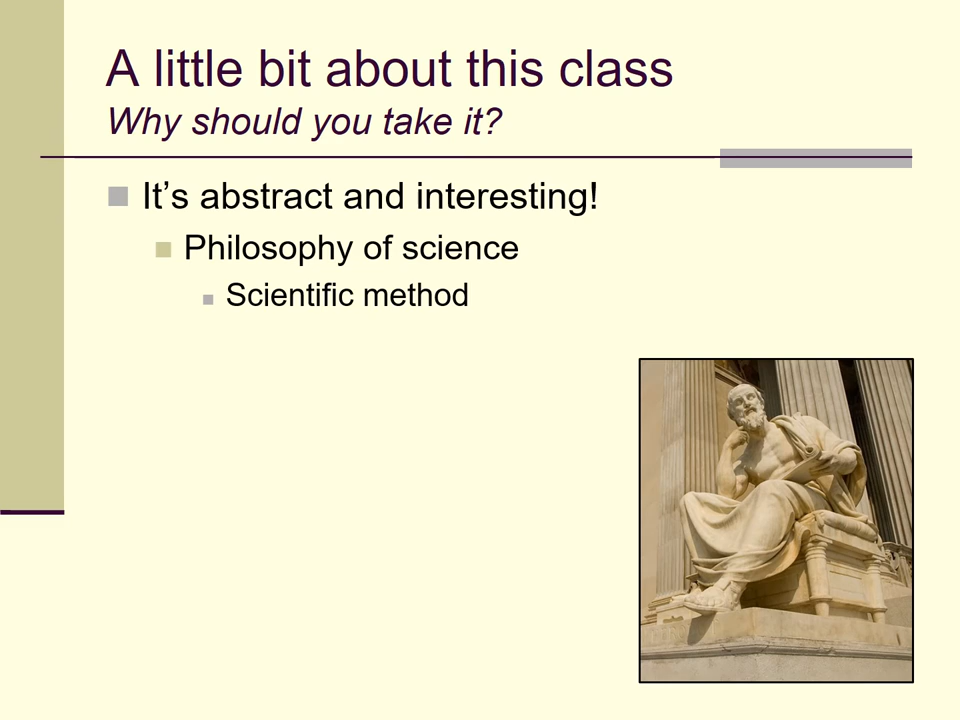 A little bit about this class
Why should you take it?
It’s abstract and interesting!
Philosophy of science
Scientific method